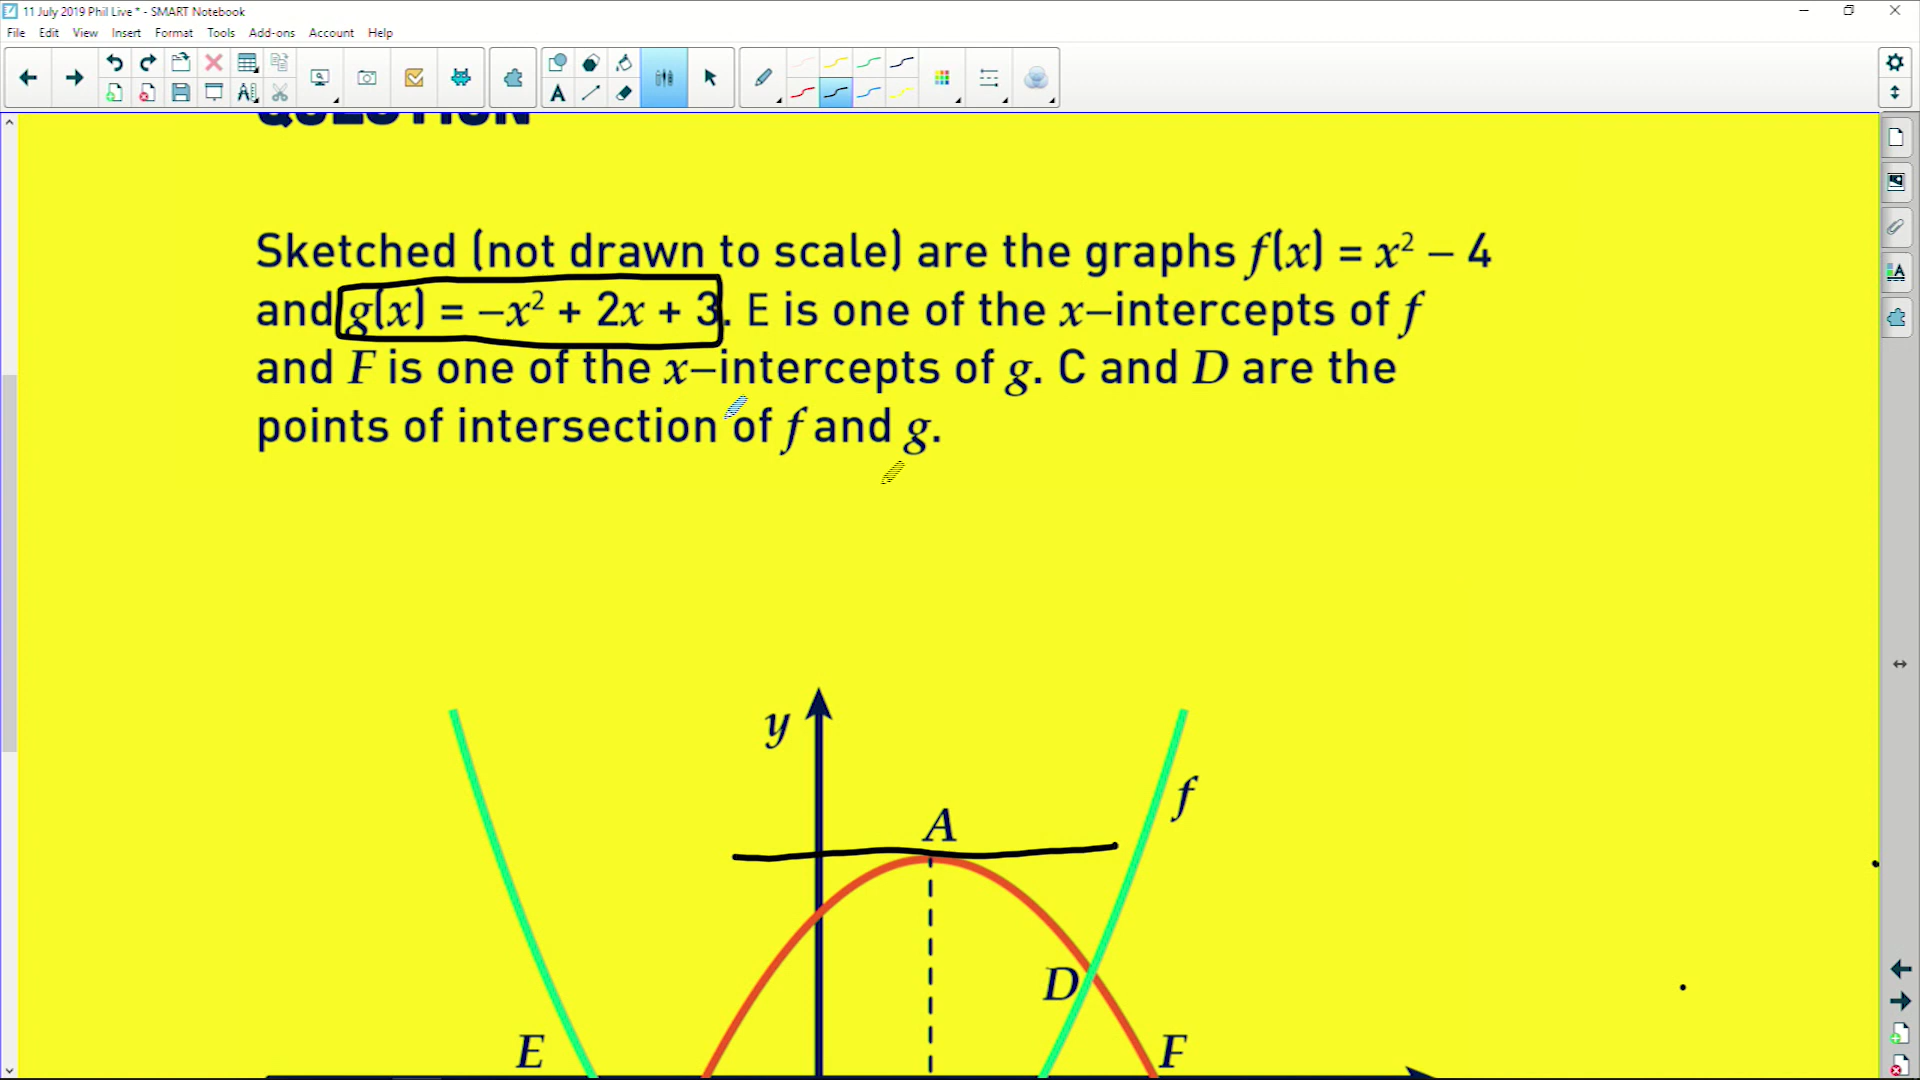 11 July 2019 Phil Live * - SMART Notebook
File Edit View Insert Format Tools Add-ons Account Help
QUESTION
Sketched (not drawn to scale) are the graphs f(x) = x² – 4
and g(x) = –x² + 2x + 3. E is one of the x–intercepts of f
and F is one of the x–intercepts of g. C and D are the
points of intersection of f and g.
y
f
A
D
E
F